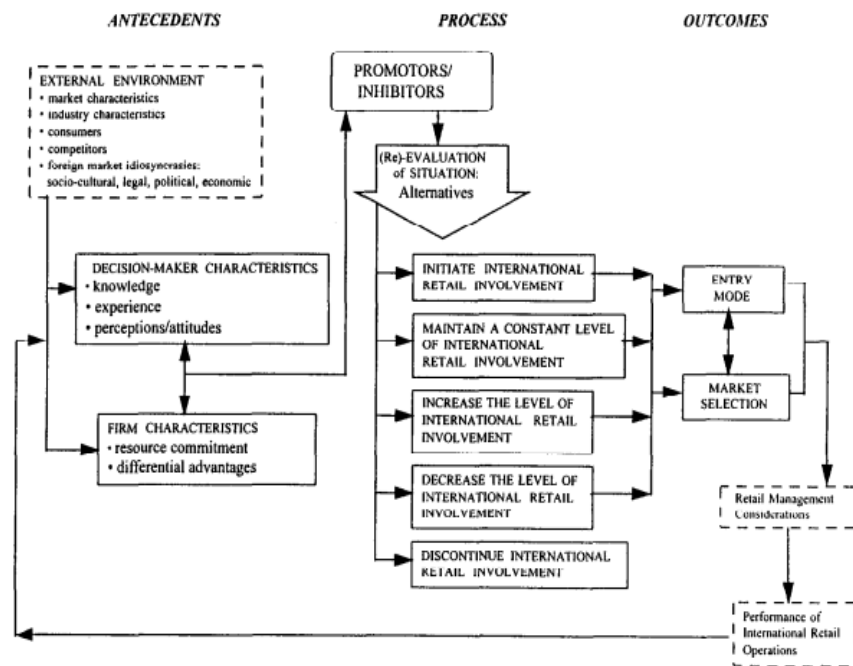 ANTECEDENTS
PROCESS
OUTCOMES
EXTERNAL ENVIRONMENT
• market characteristics
• industry characteristics
• consumers
• competitors
• foreign market idiosyncrasies:
socio-cultural, legal, political, economic
PROMOTORS/
INHIBITORS
(Re)-EVALUATION
of SITUATION:
Alternatives
DECISION-MAKER CHARACTERISTICS
• knowledge
• experience
• perceptions/attitudes
FIRM CHARACTERISTICS
• resource commitment
• differential advantages
INITIATE INTERNATIONAL
RETAIL INVOLVEMENT
MAINTAIN A CONSTANT LEVEL
OF INTERNATIONAL
RETAIL INVOLVEMENT
INCREASE THE LEVEL OF
INTERNATIONAL RETAIL
INVOLVEMENT
DECREASE THE LEVEL OF
INTERNATIONAL RETAIL
INVOLVEMENT
DISCONTINUE INTERNATIONAL
RETAIL INVOLVEMENT
ENTRY
MODE
MARKET
SELECTION
Retail Management
Considerations
Performance of
International Retail
Operations